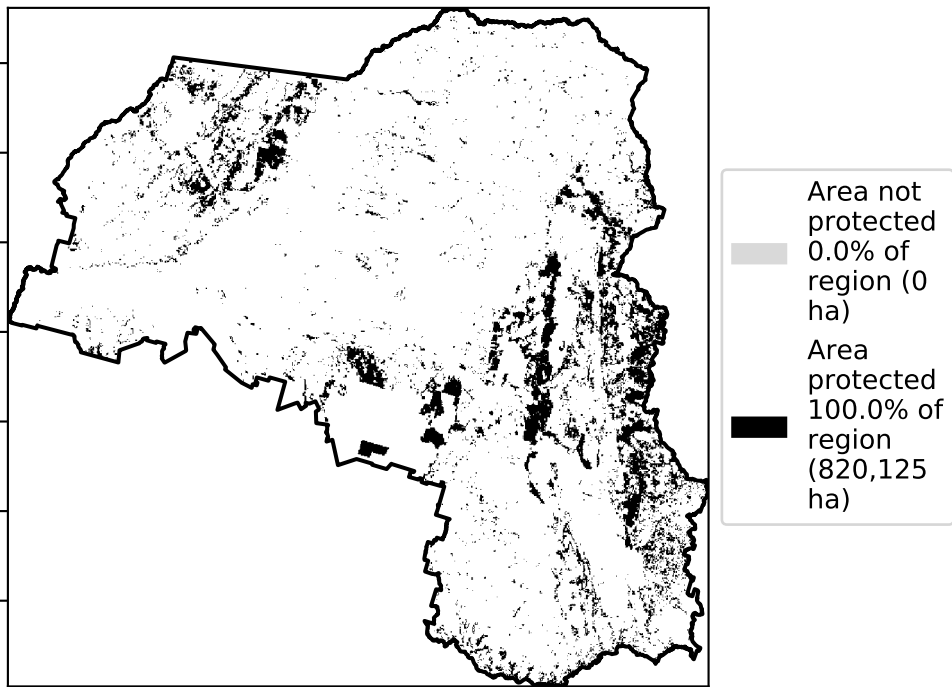 Area not
protected
0.0% of
region (0
ha)
Area
protected
100.0% of
region
(820,125
ha)